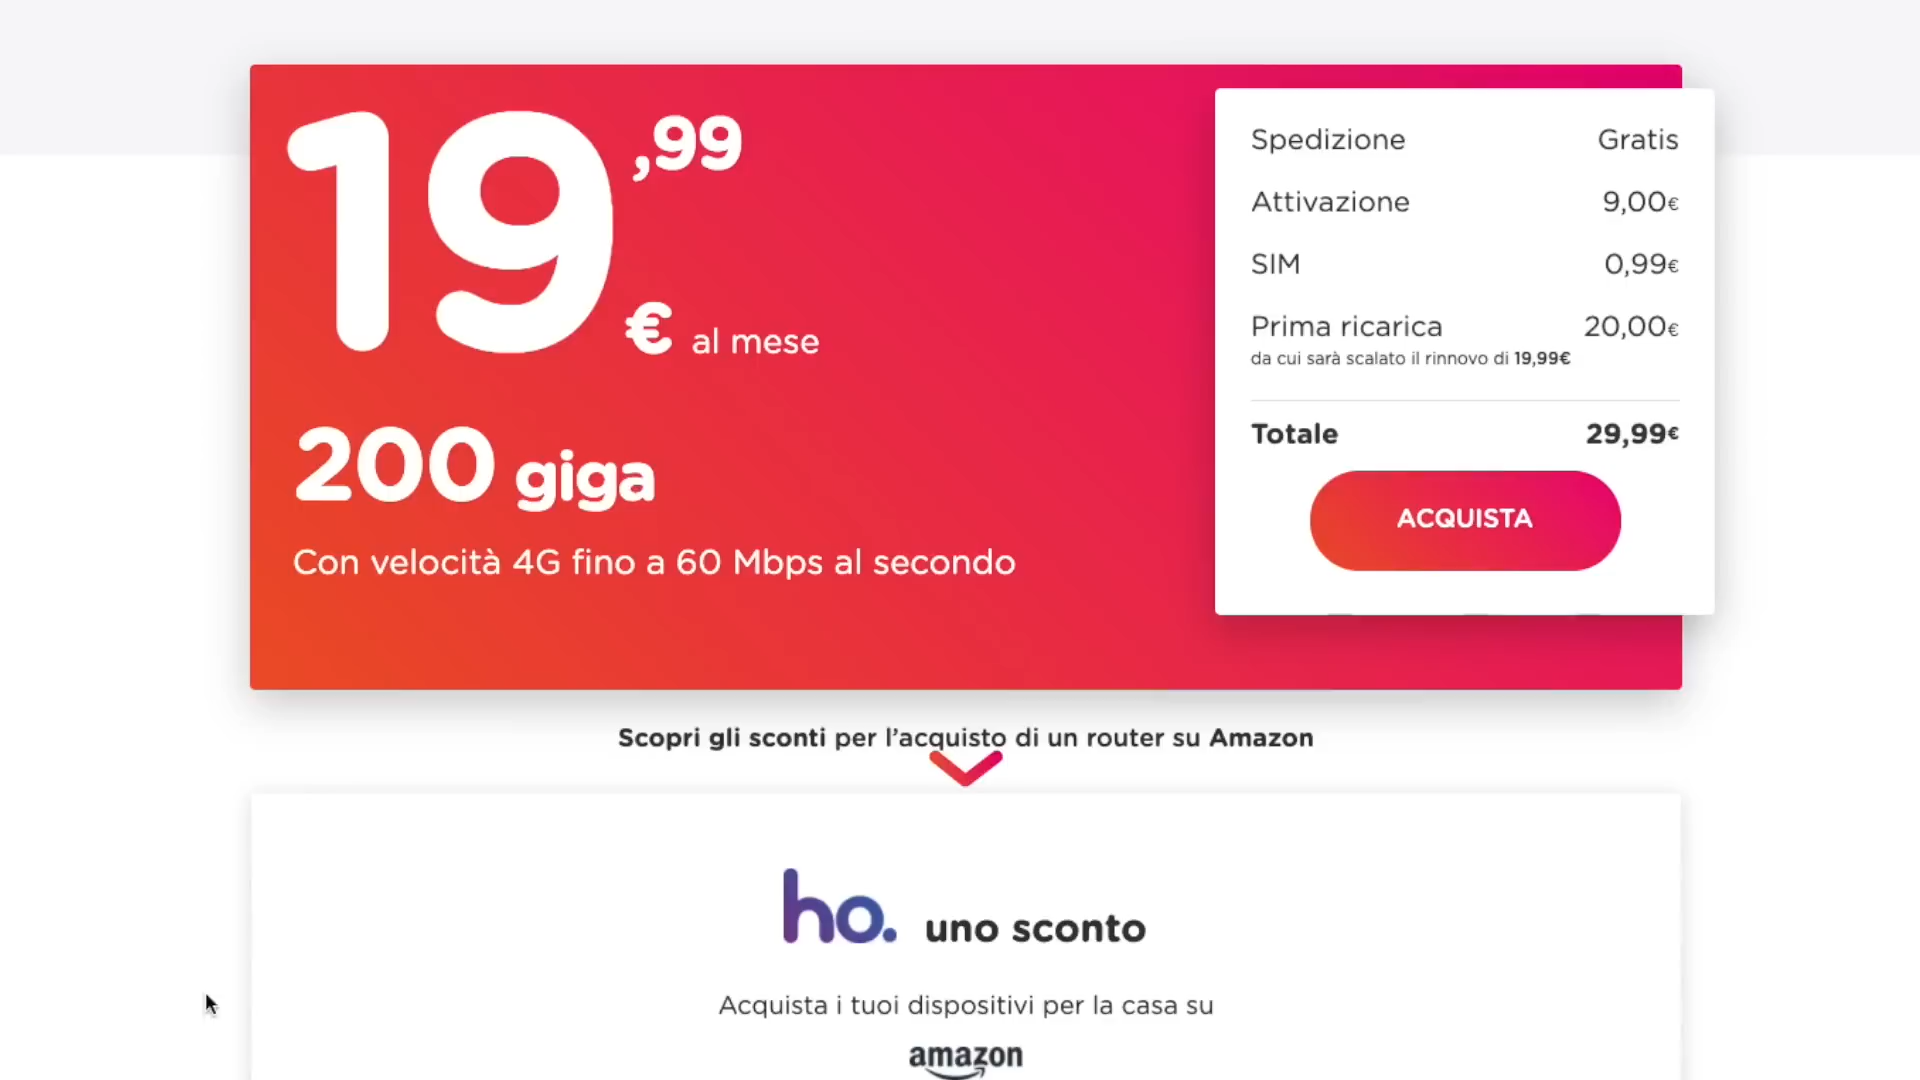 19,99€ al mese
200 giga
Con velocità 4G fino a 60 Mbps al secondo
Spedizione Gratis
Attivazione 9,00€
SIM 0,99€
Prima ricarica 20,00€
da cui sarà scalato il rinnovo di 19,99€
Totale 29,99€
ACQUISTA
Scopri gli sconti per l'acquisto di un router su Amazon
ho. uno sconto
Acquista i tuoi dispositivi per la casa su
amazon